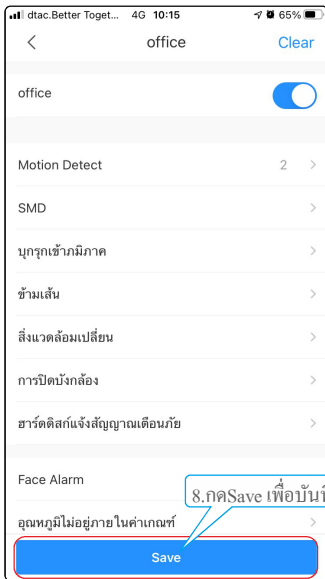 dtac.Better Toget... 4G 10:15 65%
office Clear
office
Motion Detect 2
SMD
บุกรุกเข้าภูมิภาค
ข้ามเส้น
สิ่งแวดล้อมเปลี่ยน
การปิดบังกล้อง
ฮาร์ดดิสก์แจ้งสัญญาณเตือนภัย
Face Alarm
8.กดSave เพื่อบันที
อุณหภูมิไม่อยู่ภายในค่าเกณฑ์
Save